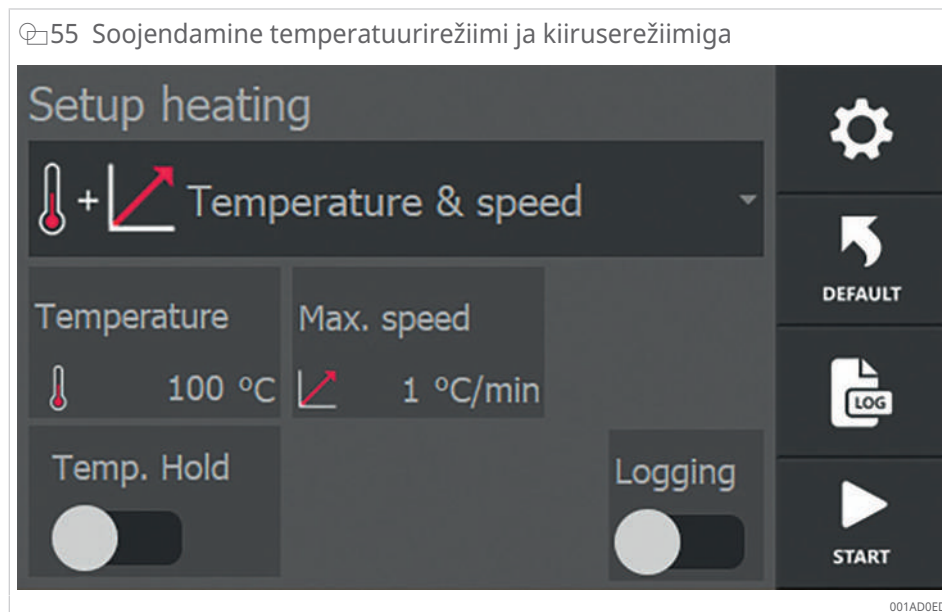 55 Soojendamine temperatuurirežiimi ja kiiruserežiimiga
Setup heating
+ Temperature & speed
DEFAULT
Temperature
Max. speed
100 °C
1 °C/min
LOG
Temp. Hold
Logging
START
001AD0ED